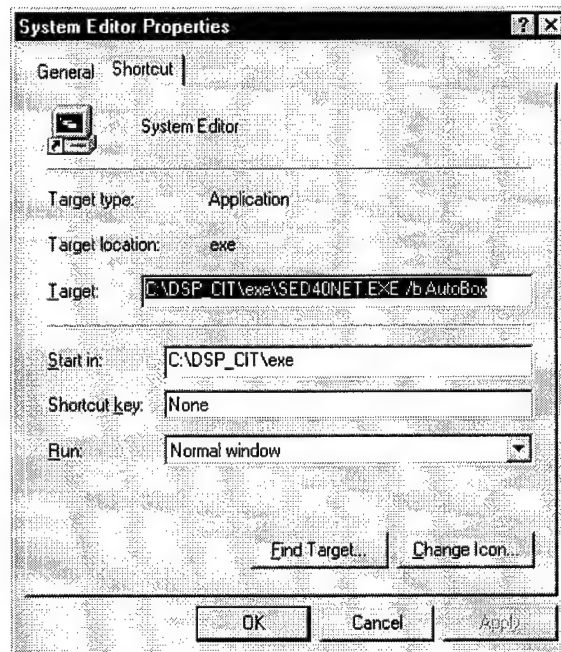 System Editor Properties
General Shortcut
System Editor
Target type: Application
Target location: exe
Target: C:\DSP_CIT\exe\SED40NET.EXE /b AutoBox
Start in: C:\DSP_CIT\exe
Shortcut key: None
Run: Normal window
Find Target... Change Icon...
OK Cancel Apply